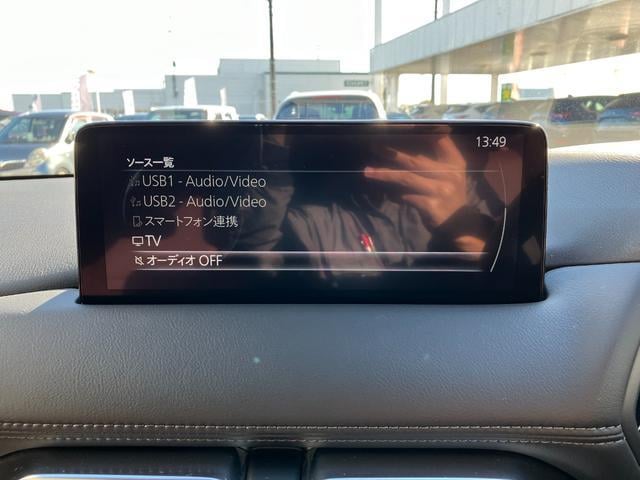 13:49
ソース一覧
USB1 - Audio/Video
USB2 - Audio/Video
スマートフォン連携
TV
オーディオ OFF